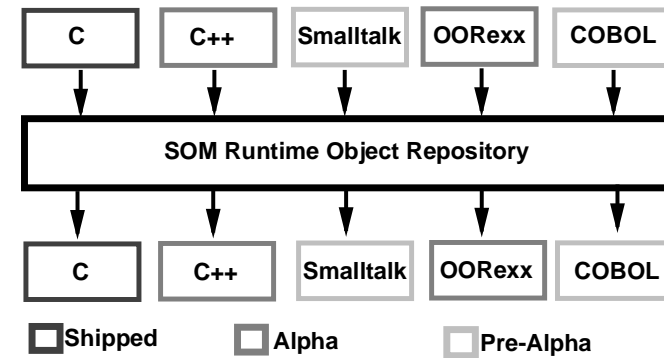 C C++ Smalltalk OORexx COBOL
SOM Runtime Object Repository
C C++ Smalltalk OORexx COBOL
Shipped Alpha Pre-Alpha